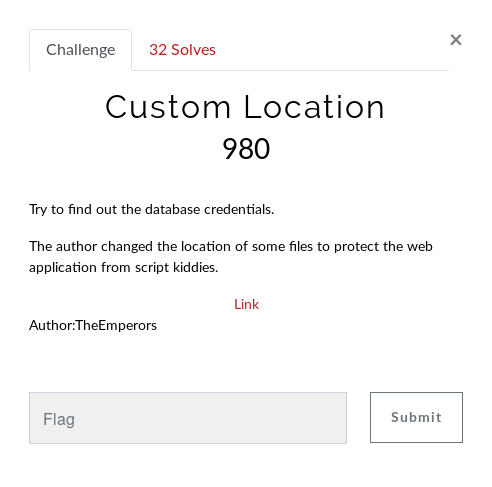 Challenge
32 Solves
×
Custom Location
980
Try to find out the database credentials.
The author changed the location of some files to protect the web
application from script kiddies.
Link
Author:TheEmperors
Flag
Submit